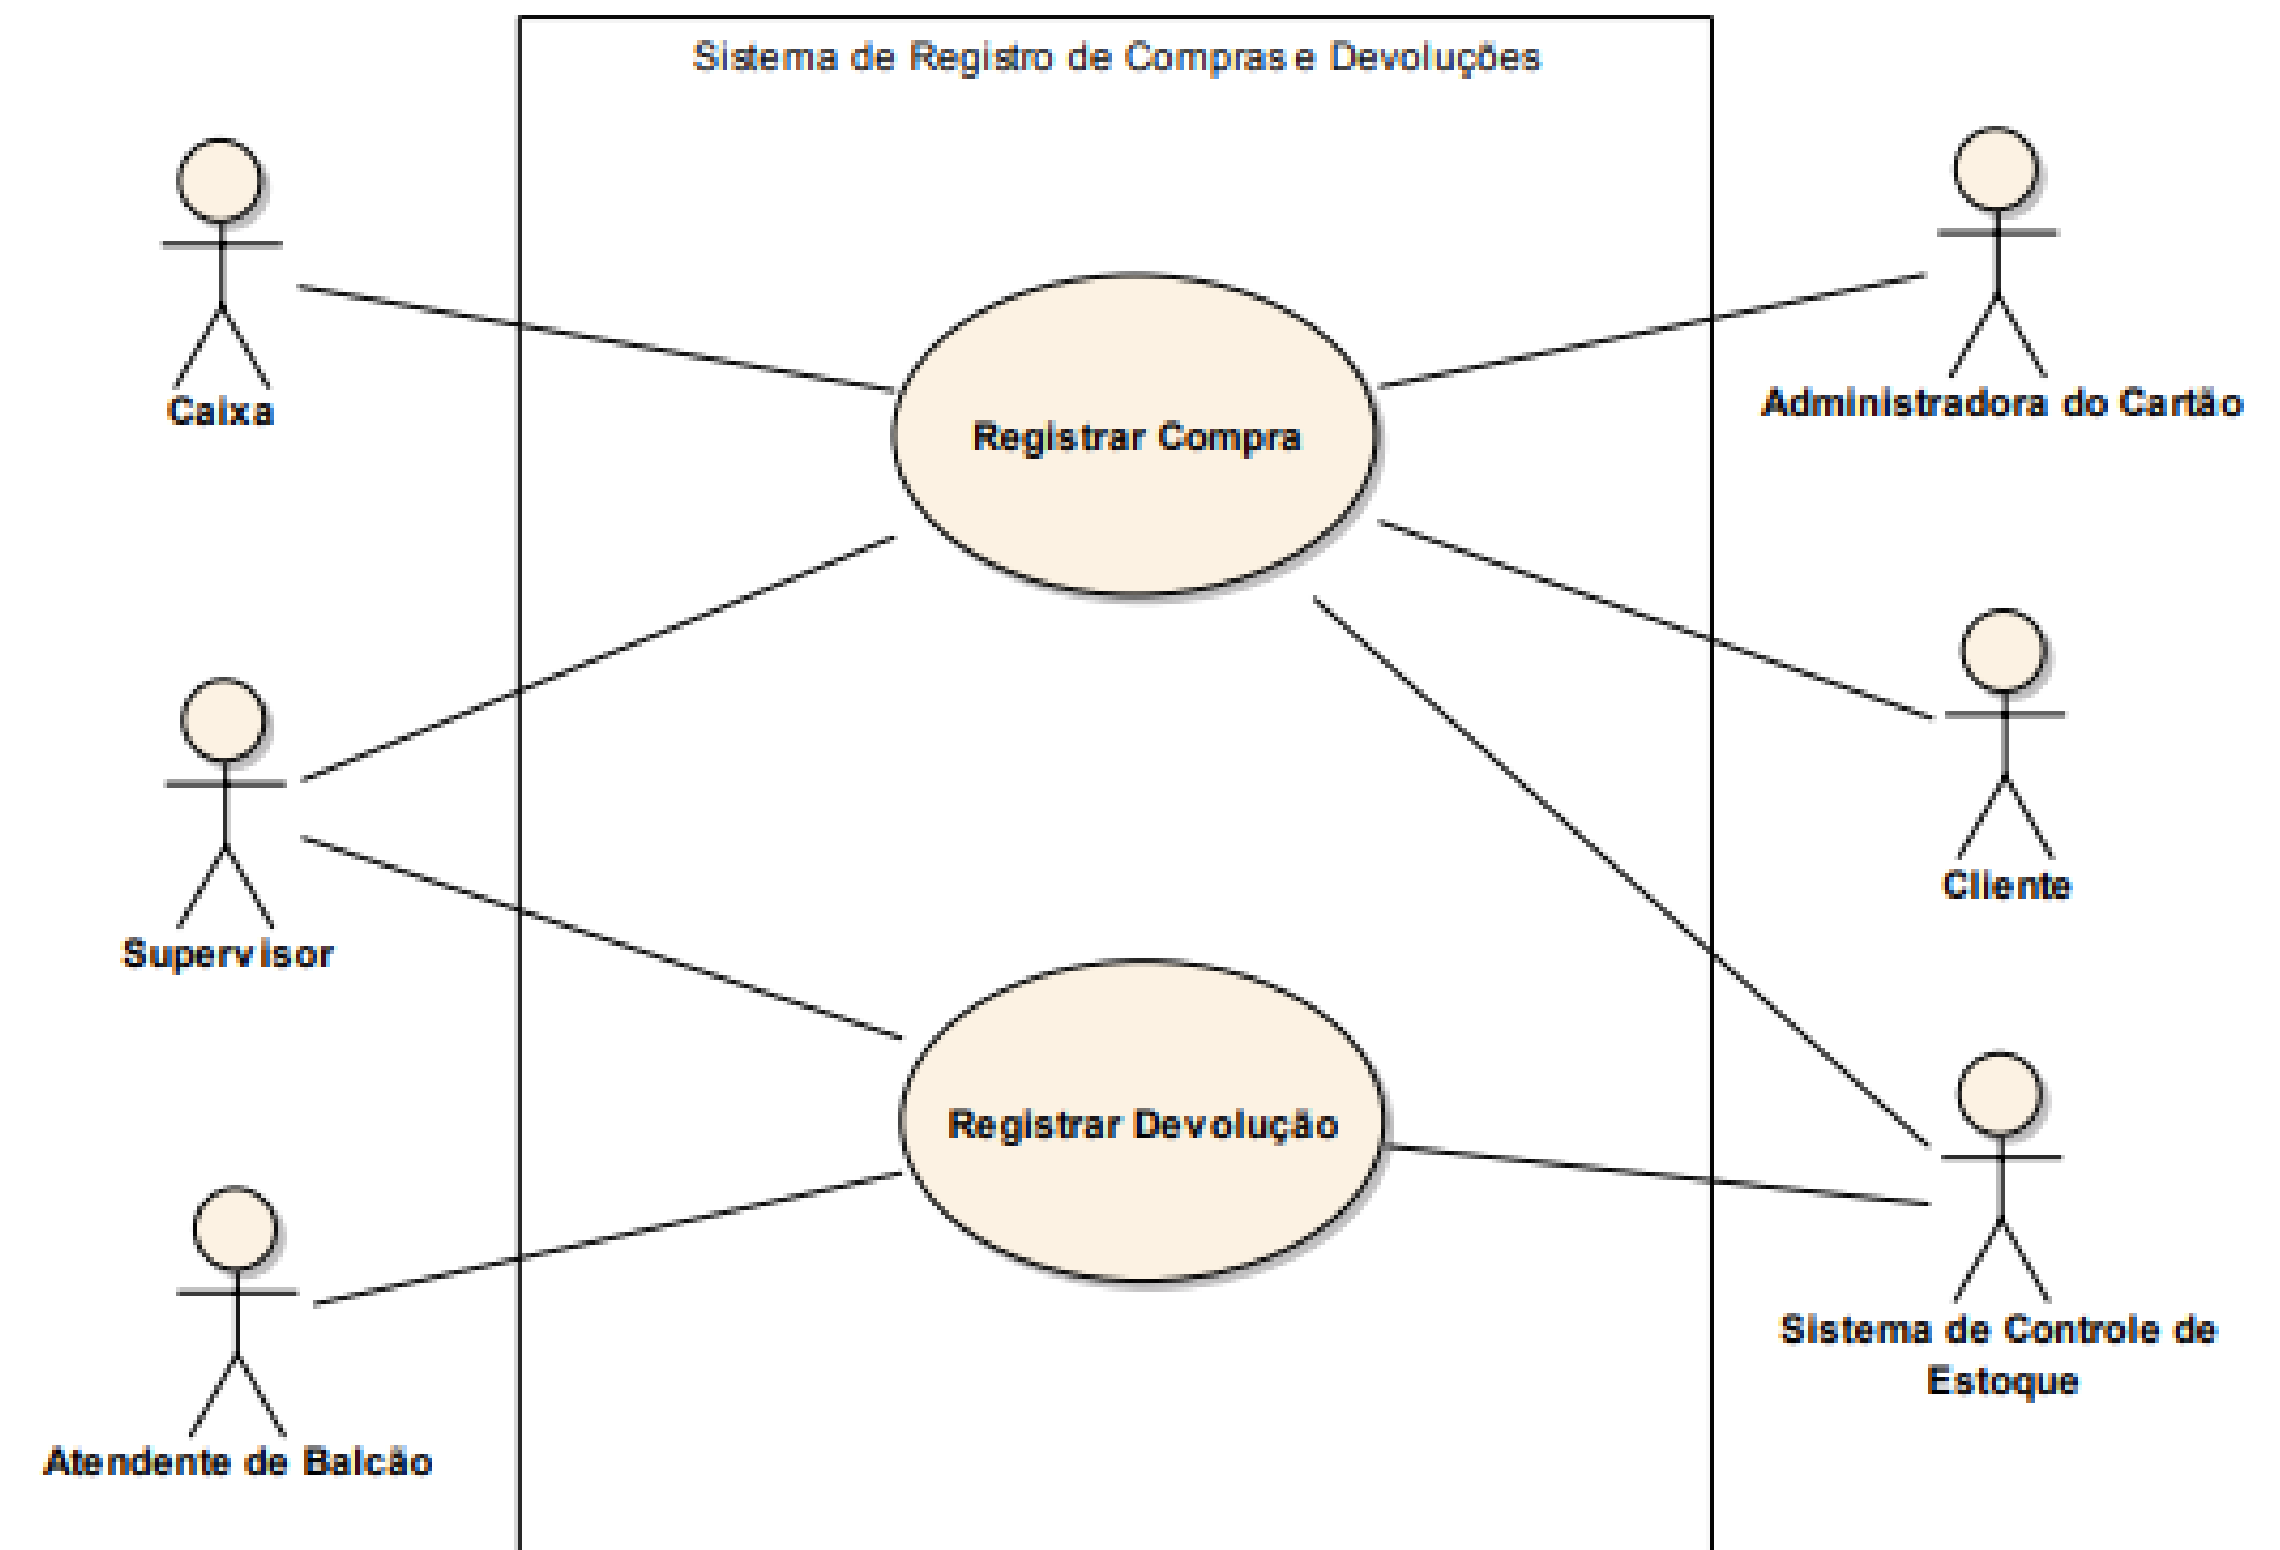 Sistema de Registro de Compras e Devoluções
Caixa
Administradora do Cartão
Registrar Compra
Cliente
Supervisor
Registrar Devolução
Sistema de Controle de
Estoque
Atendente de Balcão